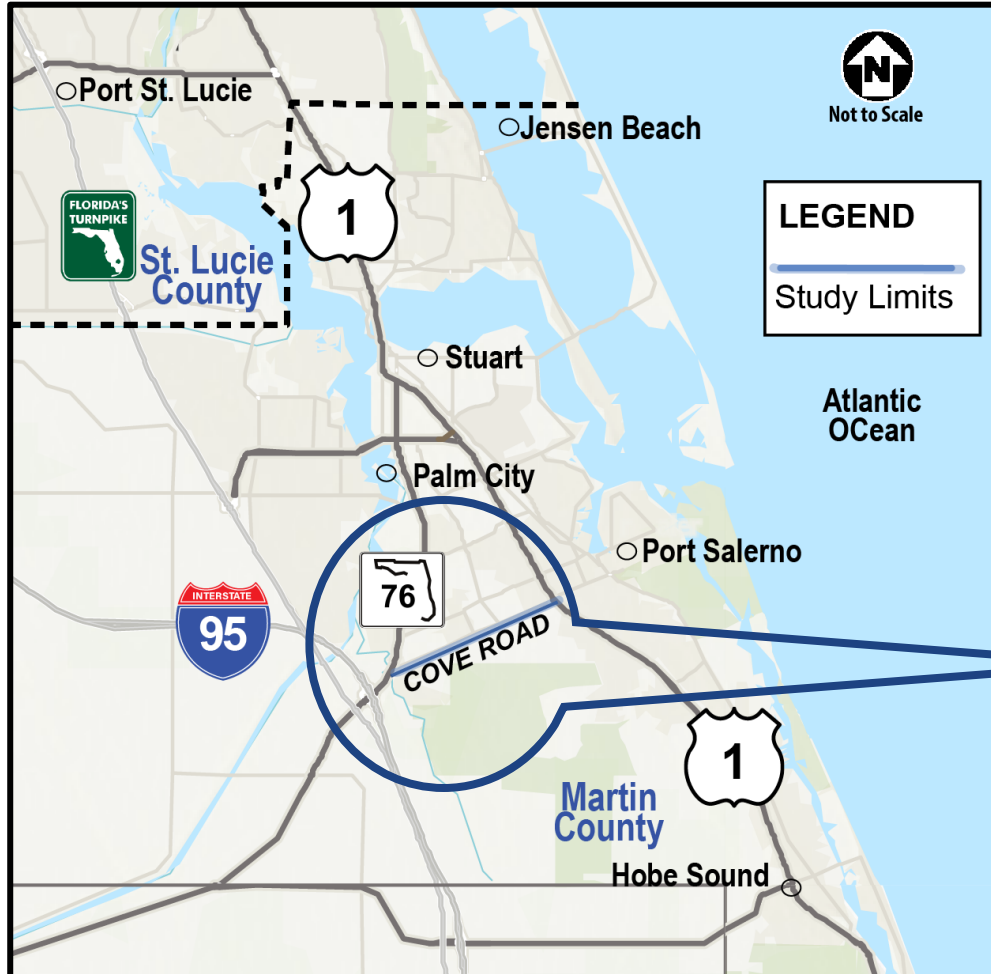 Port St. Lucie
Jensen Beach
N
Not to Scale
FLORIDA'S
TURNPIKE
St. Lucie
County
1
LEGEND
Study Limits
Stuart
Atlantic
OCean
Palm City
Port Salerno
76
INTERSTATE
95
COVE ROAD
1
Martin
County
Hobe Sound